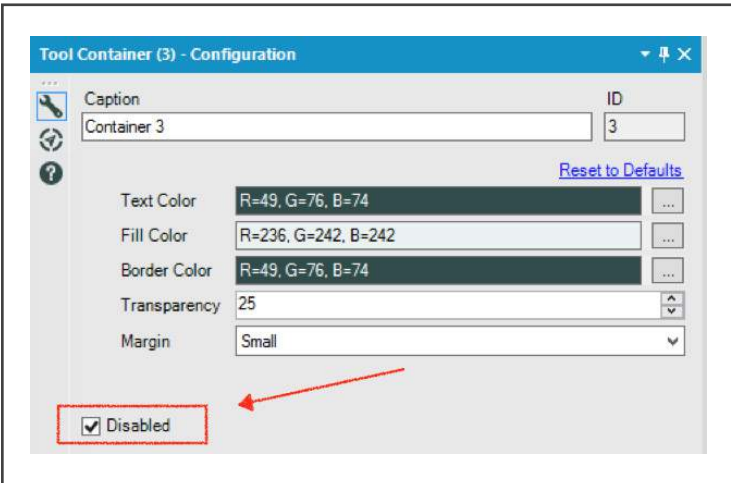 Tool Container (3) - Configuration
Caption ID
Container 3 3
Reset to Defaults
Text Color R=49, G=76, B=74 ...
Fill Color R=236, G=242, B=242 ...
Border Color R=49, G=76, B=74 ...
Transparency 25
Margin Small
Disabled